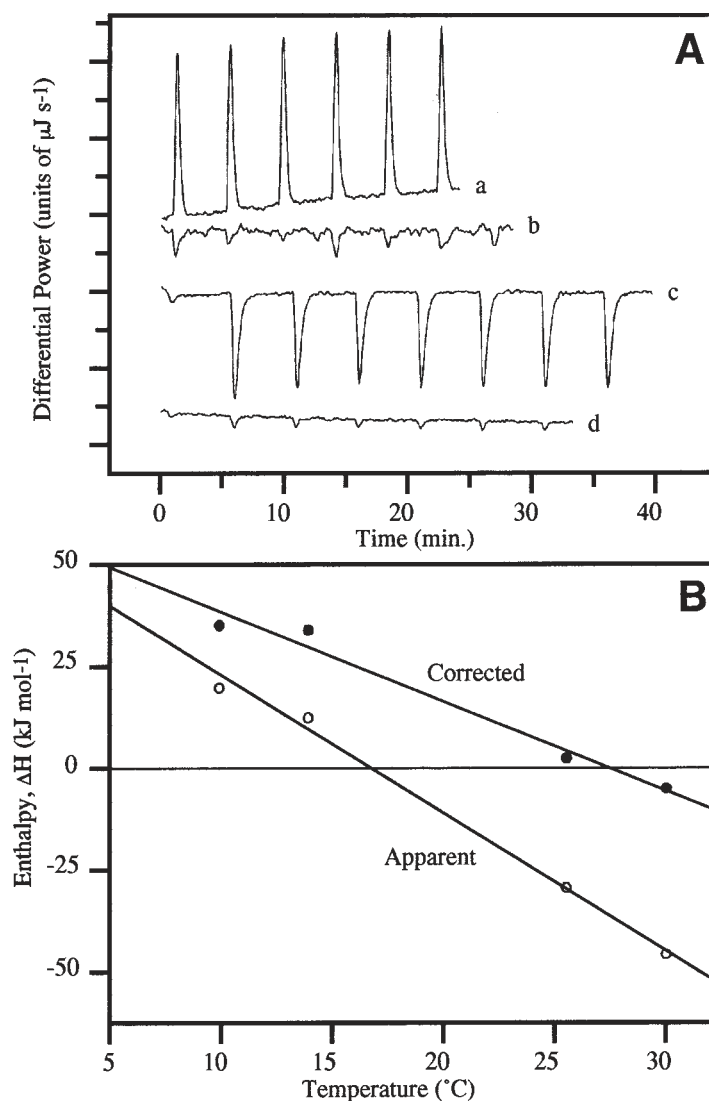 A
Differential Power (units of µJ s-1)
a
b
c
d
0 10 20 30 40
Time (min.)
B
Enthalpy, ΔH (kJ mol-1)
50
25
0
-25
-50
Corrected
Apparent
5 10 15 20 25 30
Temperature (˚C)